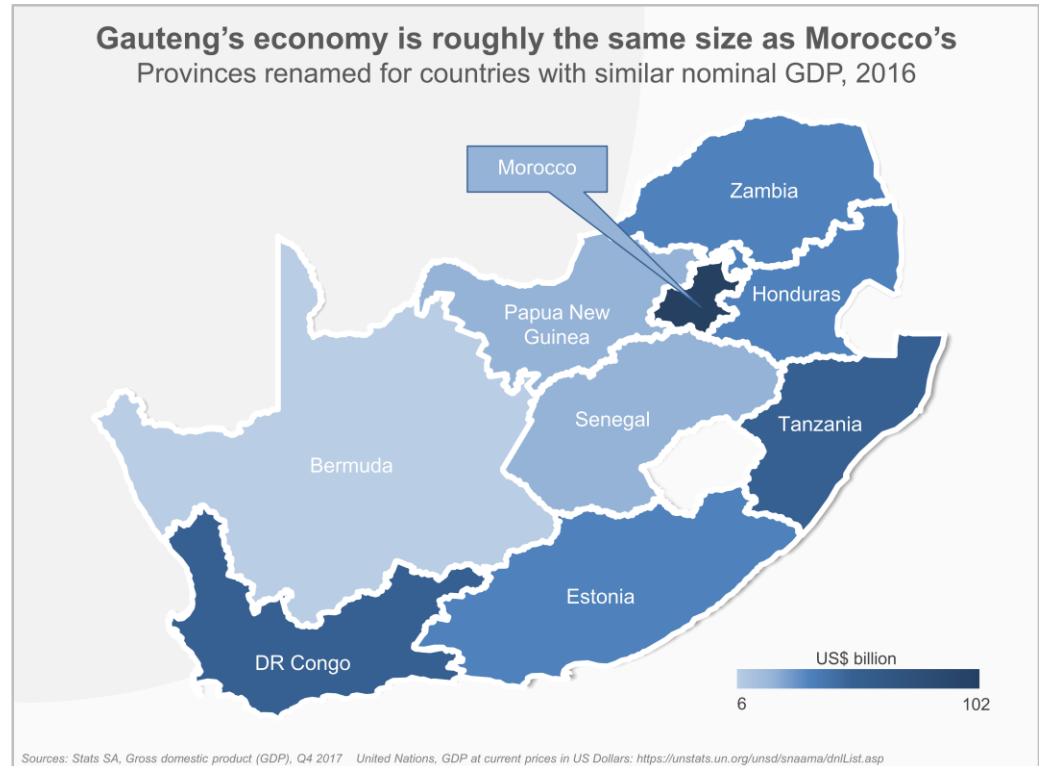 Gauteng's economy is roughly the same size as Morocco's
Provinces renamed for countries with similar nominal GDP, 2016
Morocco
Zambia
Honduras
Papua New
Guinea
Senegal
Tanzania
Bermuda
Estonia
DR Congo
US$ billion
6
102
Sources: Stats SA, Gross domestic product (GDP), Q4 2017 United Nations, GDP at current prices in US Dollars: https://unstats.un.org/unsd/snaama/dnlList.asp